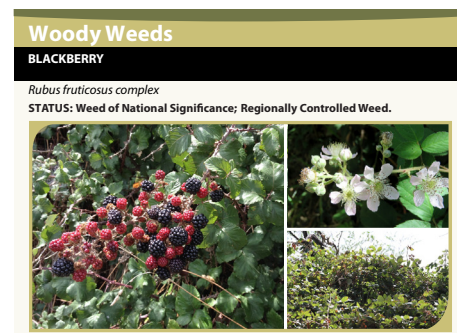 Woody Weeds
BLACKBERRY
Rubus fruticosus complex
STATUS: Weed of National Significance; Regionally Controlled Weed.